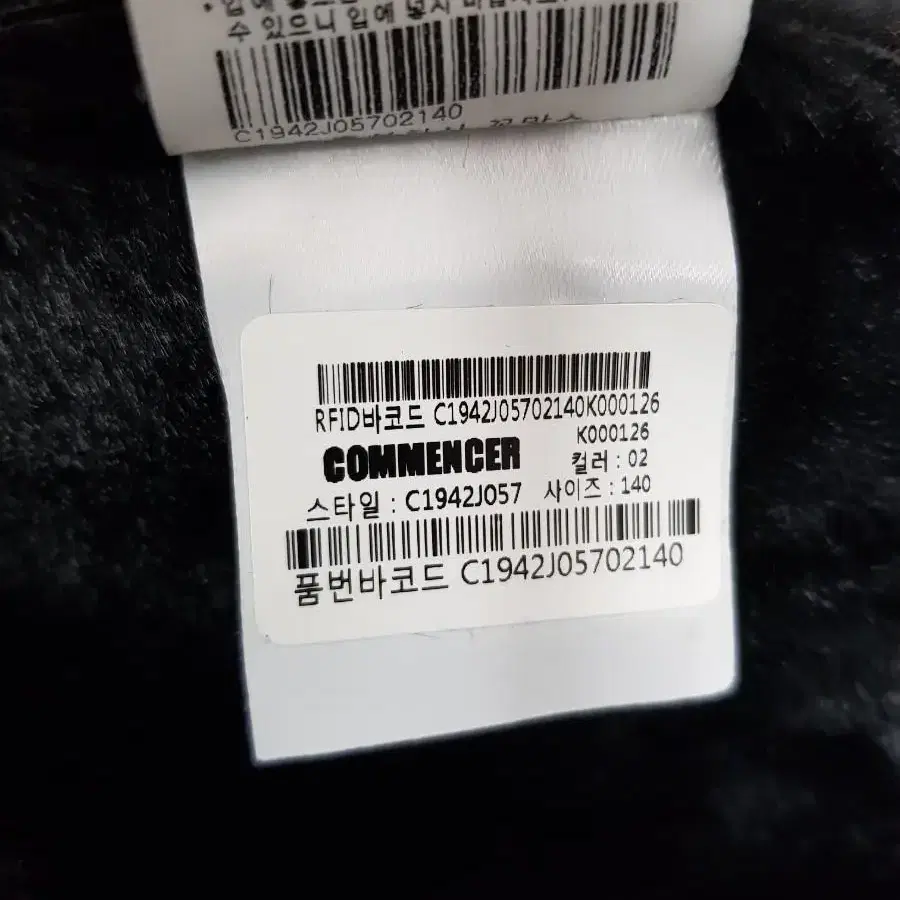 수 있으니 입에 넣지 마십시오
C1942J05702140
RFID바코드 C1942J05702140K000126
K000126
COMMENCER 컬러 : 02
스타일 : C1942J057 사이즈 : 140
품번바코드 C1942J05702140